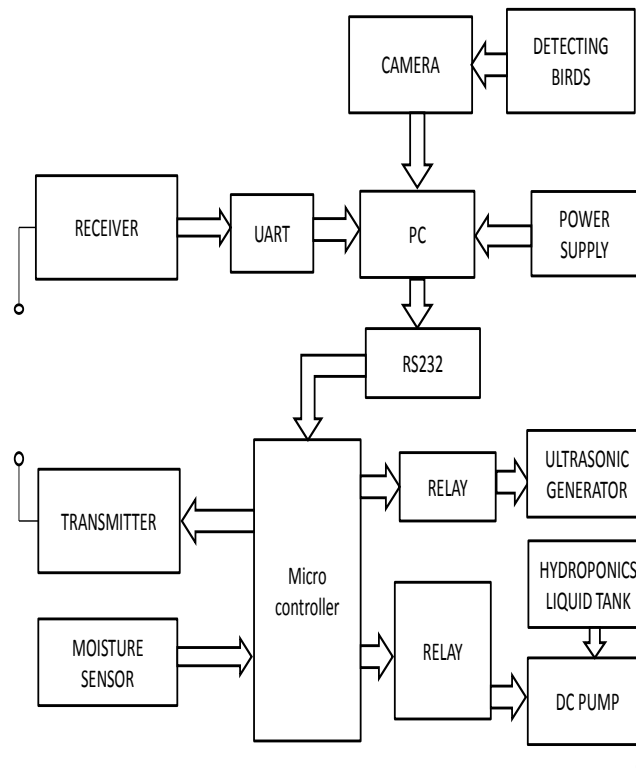 CAMERA
DETECTING
BIRDS
RECEIVER
UART
PC
POWER
SUPPLY
RS232
TRANSMITTER
Micro
controller
RELAY
ULTRASONIC
GENERATOR
MOISTURE
SENSOR
RELAY
HYDROPONICS
LIQUID TANK
DC PUMP